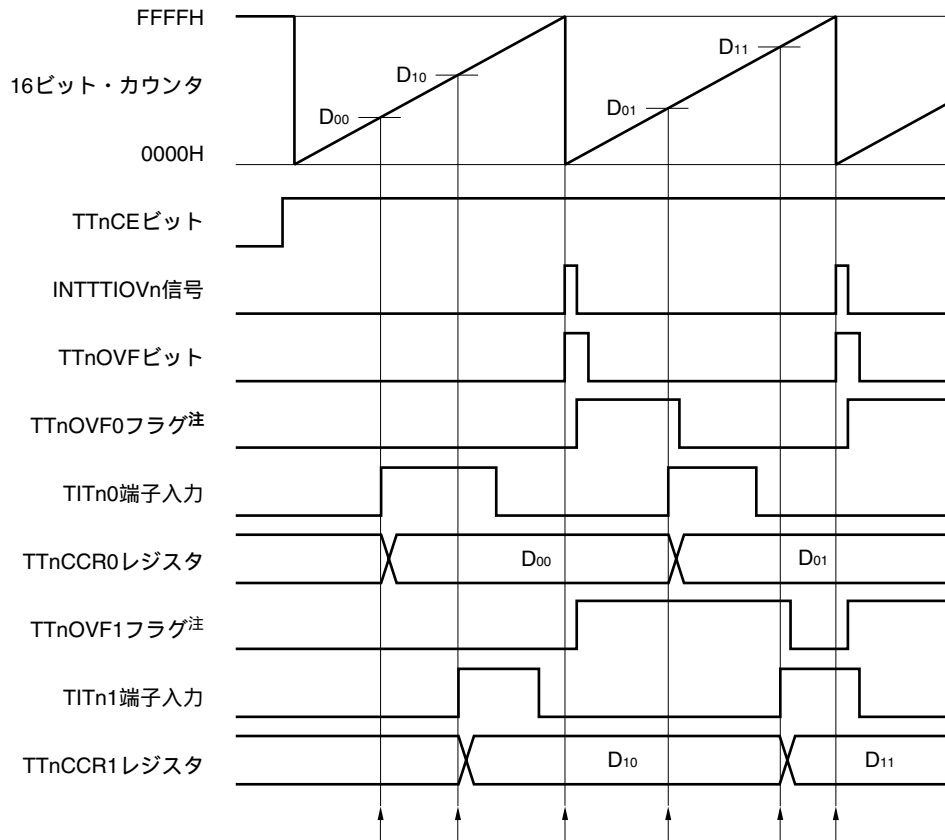 FFFFH
D11
D10
16ビット・カウンタ
D01
D00
0000H
TTnCEビット
INTTTIOVn信号
TTnOVFビット
TTnOVF0フラグ注
TITn0端子入力
TTnCCR0レジスタ
D00
D01
TTnOVF1フラグ注
TITn1端子入力
TTnCCR1レジスタ
D10
D11